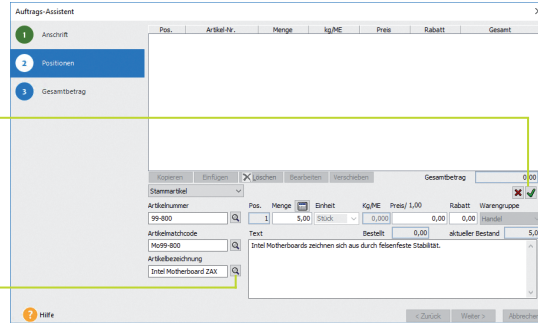 Auftrags-Assistent
1 Anschrift
2 Positionen
3 Gesamtbetrag
Pos. Artikel-Nr. Menge kg/ME Preis Rabatt Gesamt
Kopieren Einfügen Löschen Bearbeiten Verschieben Gesamtbetrag 0,00
Stammartikel
Artikelnummer Pos. Menge Einheit Kg/ME Preis/ 1,00 Rabatt Warengruppe
99-800 1 5,00 Stück 0,000 0,00 0,00 Handel
Artikelmatchcode Text Bestellt 0,00 aktueller Bestand 5,0
Mo99-800 Intel Motherboards zeichnen sich aus durch felsenfeste Stabilität.
Artikelbezeichnung
Intel Motherboard ZAX
? Hilfe < Zurück Weiter > Abbrechen